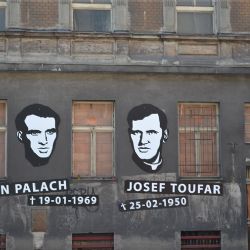 N PALACH
† 19-01-1969
JOSEF TOUFAR
† 25-02-1950